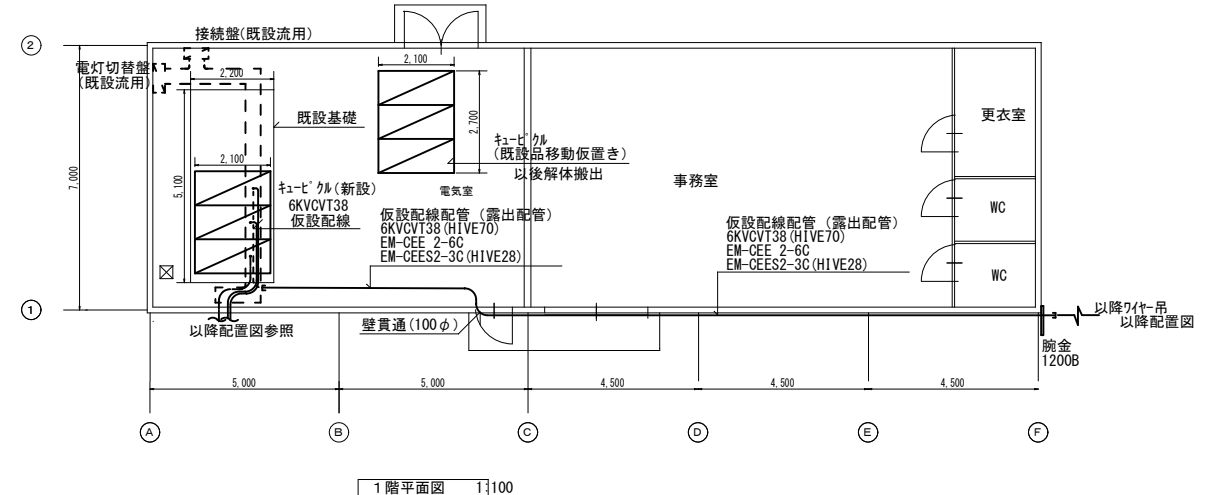 接続盤(既設流用)
②
電灯切替盤
(既設流用)
2,200
2,100
既設基礎
2,700
ｷｭｰﾋﾞｸﾙ
(既設品移動仮置き)
以後解体搬出
更衣室
7,000
5,100
2,100
ｷｭｰﾋﾞｸﾙ(新設)
6KVCVT38
仮設配線
電気室
事務室
WC
仮設配線配管（露出配管）
6KVCVT38(HIVE70)
EM-CEE 2-6C
EM-CEES2-3C(HIVE28)
仮設配線配管（露出配管）
6KVCVT38(HIVE70)
EM-CEE 2-6C
EM-CEES2-3C(HIVE28)
WC
①
以降配置図参照
壁貫通(100φ)
以降ﾜｲﾔｰ吊
以降配置図
腕金
1200B
5,000
5,000
4,500
4,500
4,500
Ⓐ
Ⓑ
Ⓒ
Ⓓ
Ⓔ
Ⓕ
1階平面図 1:100